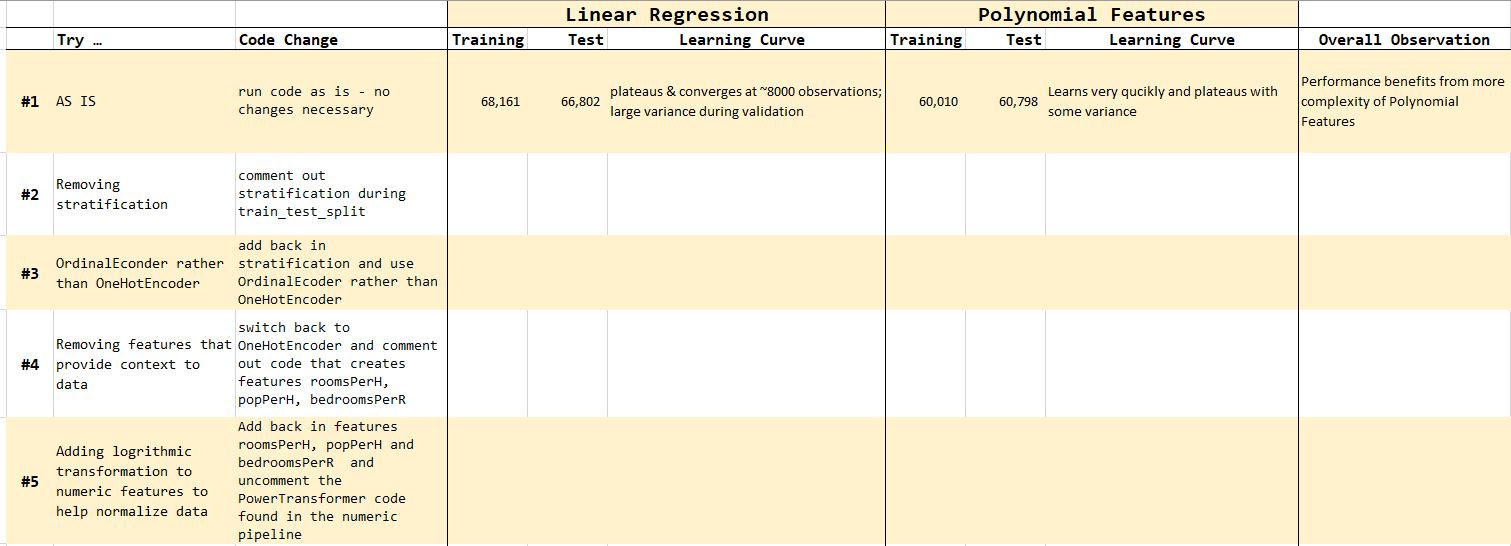 Linear Regression Polynomial Features
Try … Code Change Training Test Learning Curve Training Test Learning Curve Overall Observation
#1
AS IS
run code as is - no
changes necessary
68,161
66,802
plateaus & converges at ~8000 observations;
large variance during validation
60,010
60,798
Learns very qucikly and plateaus with
some variance
Performance benefits from more
complexity of Polynomial
Features
#2
Removing
stratification
comment out
stratification during
train_test_split
#3
OrdinalEconder rather
than OneHotEncoder
add back in
stratification and use
OrdinalEcoder rather than
OneHotEncoder
#4
Removing features that
provide context to
data
switch back to
OneHotEncoder and comment
out code that creates
features roomsPerH,
popPerH, bedroomsPerR
#5
Adding logrithmic
transformation to
numeric features to
help normalize data
Add back in features
roomsPerH, popPerH and
bedroomsPerR and
uncomment the
PowerTransformer code
found in the numeric
pipeline